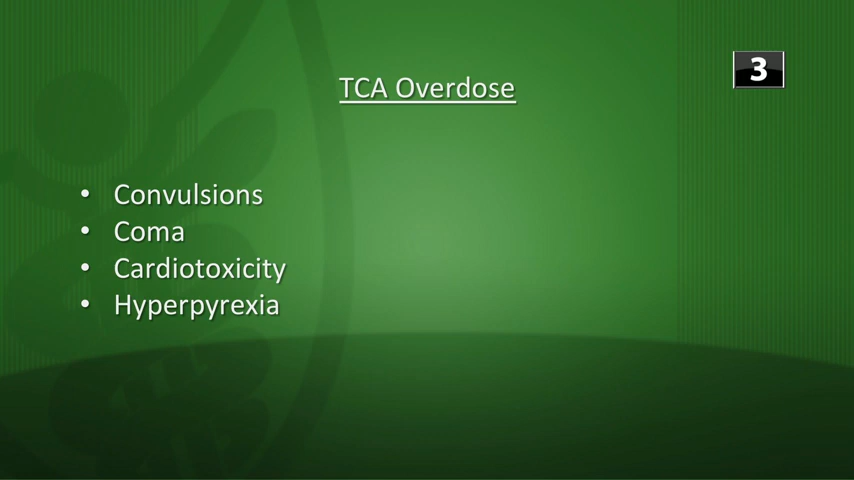 TCA Overdose
3
• Convulsions
• Coma
• Cardiotoxicity
• Hyperpyrexia